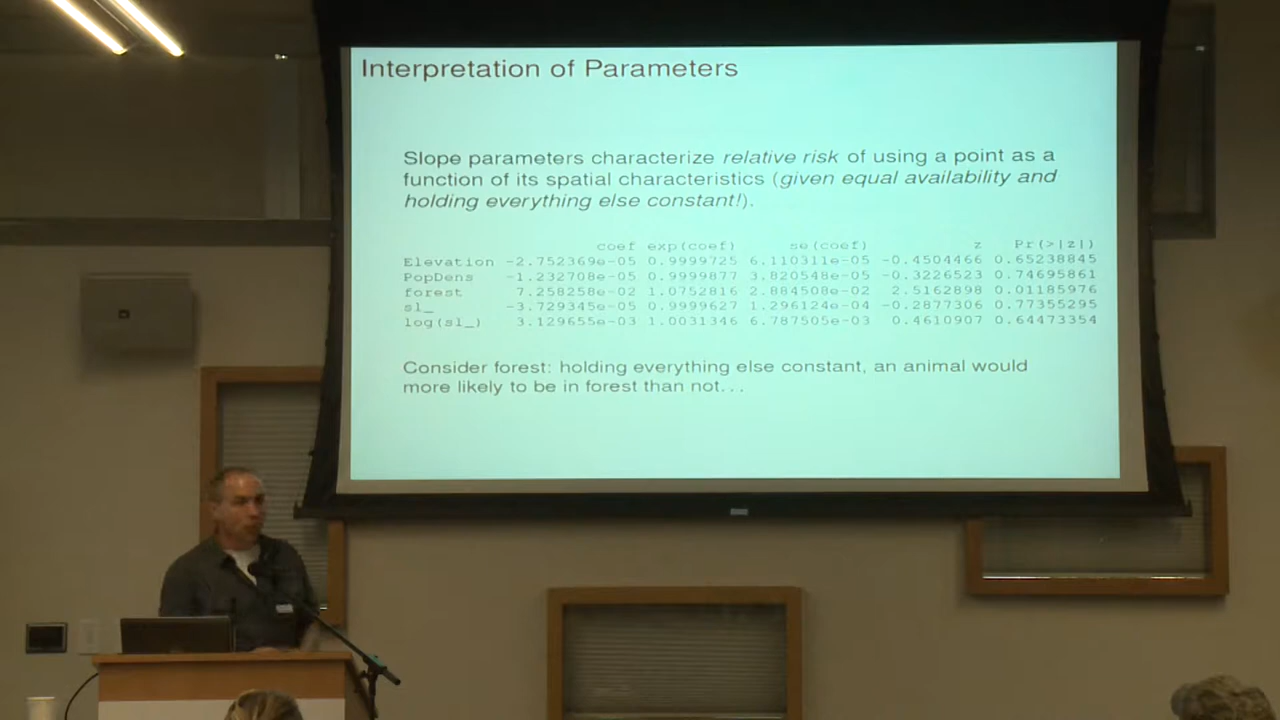 Interpretation of Parameters
Slope parameters characterize relative risk of using a point as a
function of its spatial characteristics (given equal availability and
holding everything else constant!).
coef exp(coef) se(coef) z Pr(>|z|)
Elevation -2.752369e-05 0.9999725 6.110311e-05 -0.4504466 0.65238845
PopDens -1.232708e-05 0.9999877 3.820548e-05 -0.3226523 0.74695861
forest 7.258258e-02 1.0752816 2.884508e-02 2.5162898 0.01185976
sl_ -3.729345e-05 0.9999627 1.296124e-04 -0.2877306 0.77355295
log(sl_) 3.129655e-03 1.0031346 6.787505e-03 0.4610907 0.64473354
Consider forest: holding everything else constant, an animal would
more likely to be in forest than not...